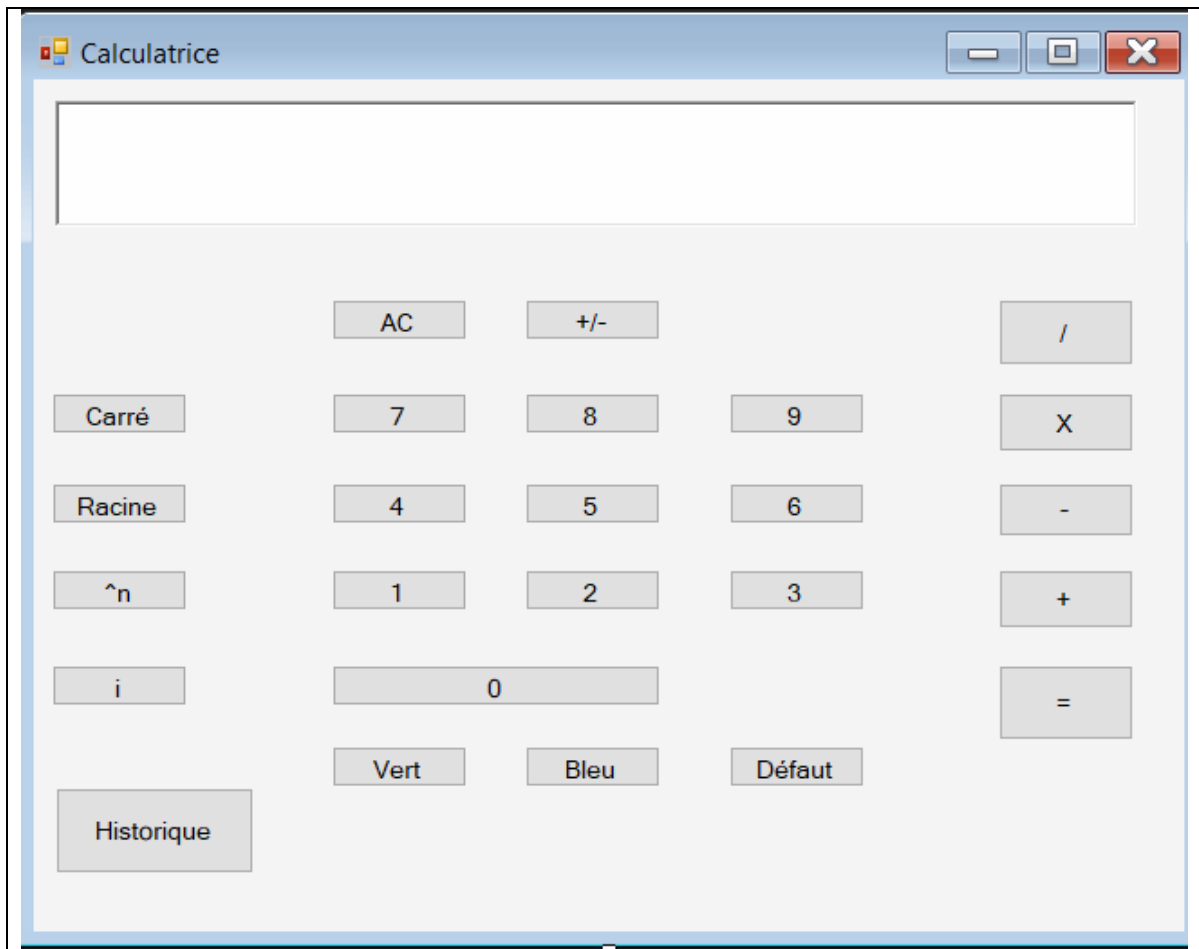 Calculatrice
AC +/- /
Carré 7 8 9 X
Racine 4 5 6 -
^n 1 2 3 +
i 0 =
Vert Bleu Défaut
Historique